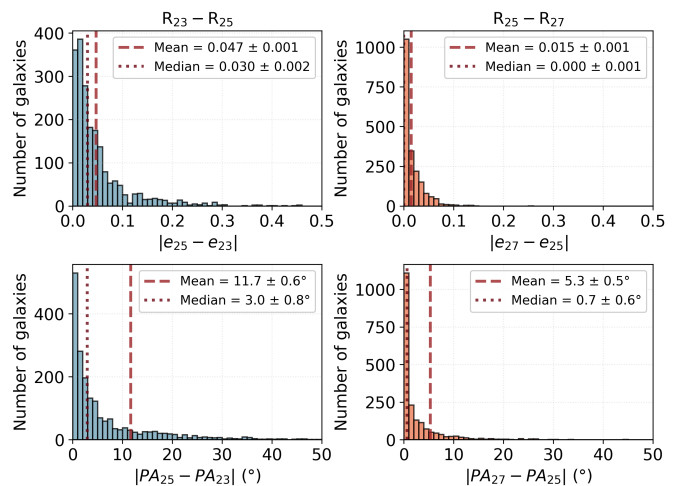 R₂₃ − R₂₅
R₂₅ − R₂₇
Number of galaxies
400
300
200
100
0
Mean = 0.047 ± 0.001
Median = 0.030 ± 0.002
0.0 0.1 0.2 0.3 0.4 0.5
|e₂₅ − e₂₃|
Number of galaxies
1000
750
500
250
0
Mean = 0.015 ± 0.001
Median = 0.000 ± 0.001
0.0 0.1 0.2 0.3 0.4 0.5
|e₂₇ − e₂₅|
Number of galaxies
400
200
0
Mean = 11.7 ± 0.6°
Median = 3.0 ± 0.8°
0 10 20 30 40 50
|PA₂₅ − PA₂₃| (°)
Number of galaxies
1000
750
500
250
0
Mean = 5.3 ± 0.5°
Median = 0.7 ± 0.6°
0 10 20 30 40 50
|PA₂₇ − PA₂₅| (°)